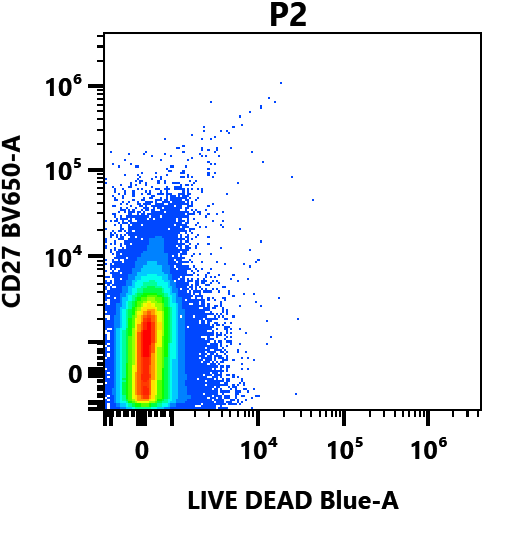 P2
CD27 BV650-A
10⁶
10⁵
10⁴
0
0 10⁴ 10⁵ 10⁶
LIVE DEAD Blue-A